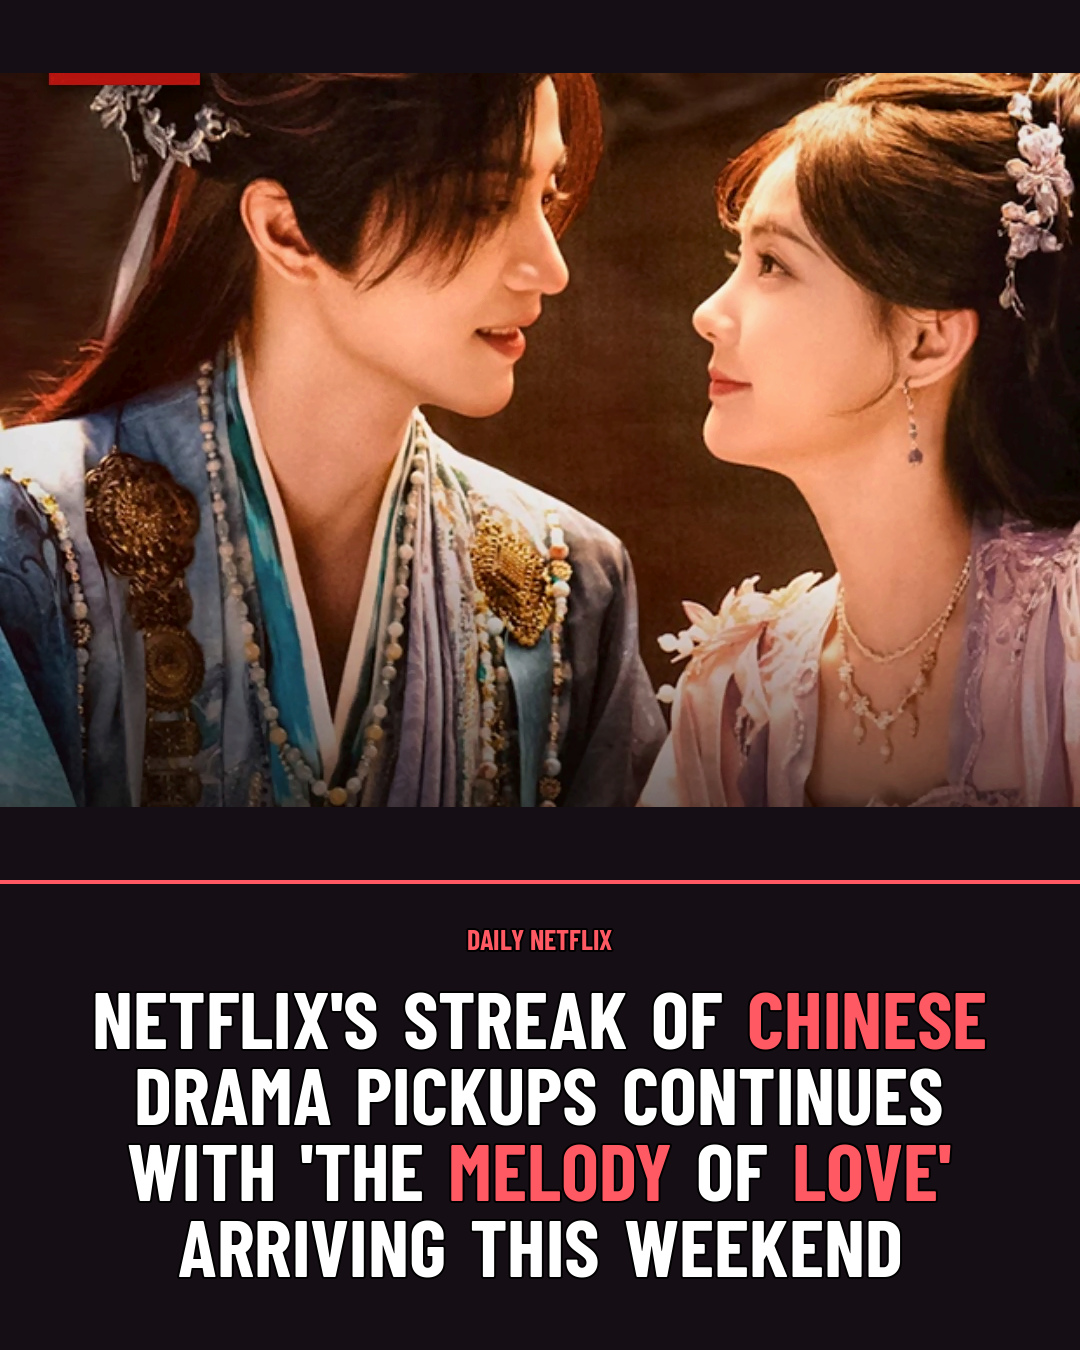 DAILY NETFLIX
NETFLIX'S STREAK OF CHINESE
DRAMA PICKUPS CONTINUES
WITH 'THE MELODY OF LOVE'
ARRIVING THIS WEEKEND